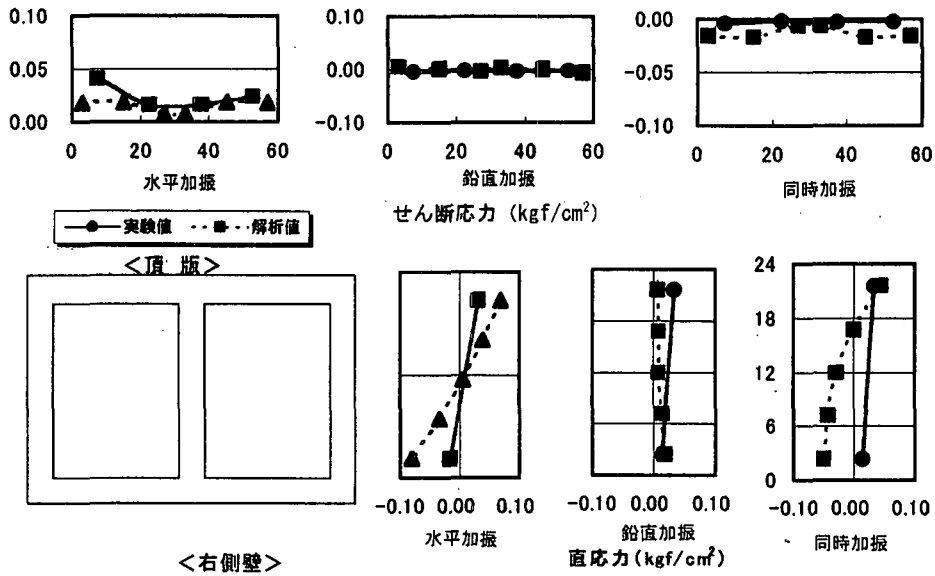 0.10
0.05
0.00
0 20 40 60
水平加振
0.10
0.00
-0.10
0 20 40 60
鉛直加振
0.00
-0.05
-0.10
0 20 40 60
同時加振
せん断応力 (kgf/cm²)
実験値 解析値
<頂 版>
-0.10 0.00 0.10
水平加振
-0.10 0.00 0.10
鉛直加振
24
18
12
6
0
-0.10 0.00 0.10
同時加振
直応力(kgf/cm²)
<右側壁>